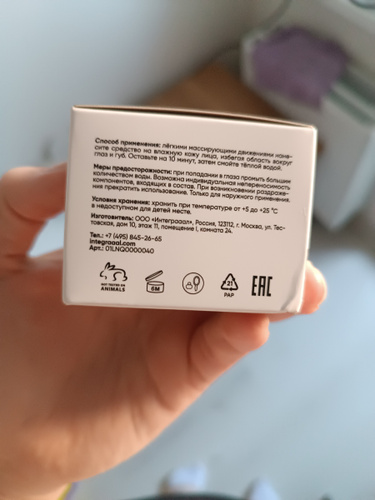 Способ применения: лёгкими массирующими движениями нане-
сите средство на влажную кожу лица, избегая область вокруг
глаз и губ. Оставьте на 10 минут, затем смойте тёплой водой.
Меры предосторожности: при попадании в глаза промыть большим
количеством воды. Возможна индивидуальная непереносимость
компонентов, входящих в состав. При возникновении раздраже-
ния прекратить использование. Только для наружного применения.
Условия хранения: хранить при температуре от +5 до +25 °C
в недоступном для детей месте.
Изготовитель: ООО «Интеграаал», Россия, 123112, г. Москва, ул. Тес-
товская, дом 10, этаж 11, помещение I, комната 24.
Тел.: +7 (495) 845-26-65
integraaal.com
Арт.: 01LNQ00000040
NOT TESTED ON
ANIMALS
6M
21
PAP
EAC